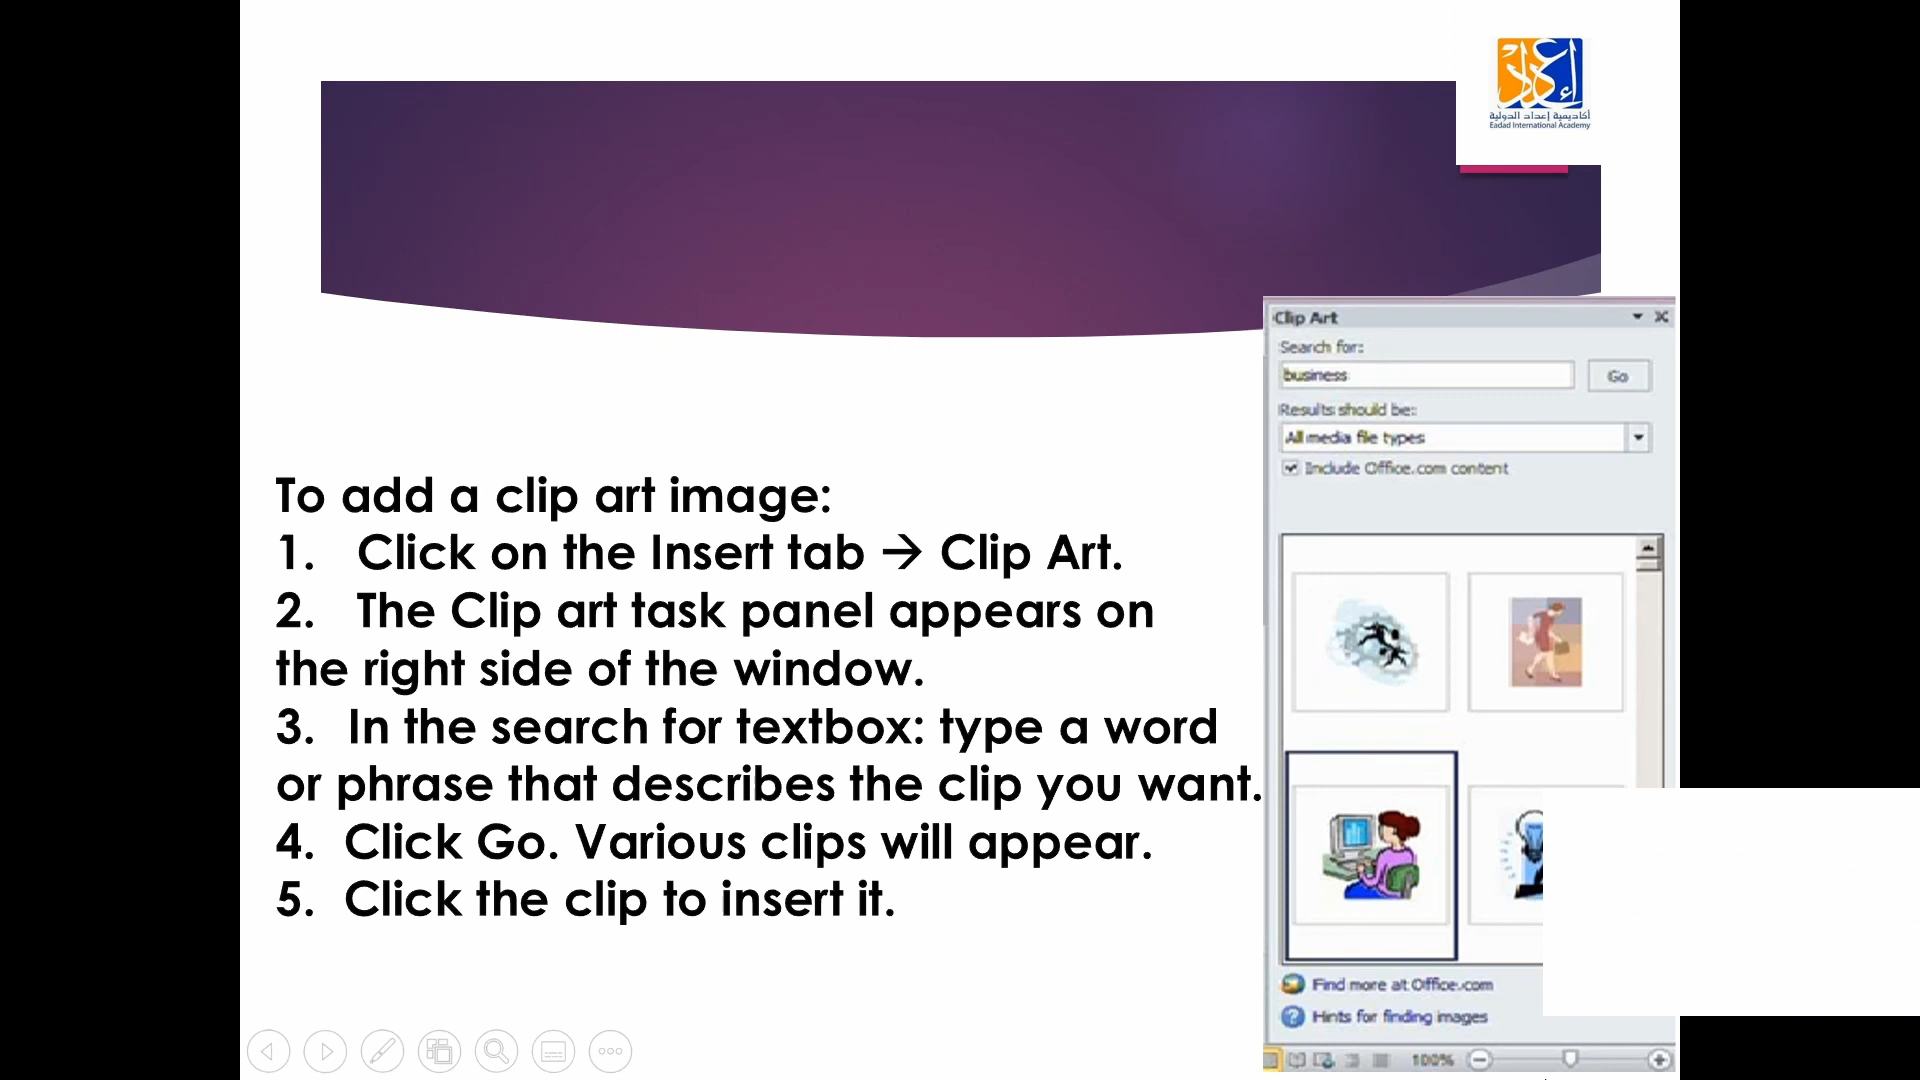 إعداد
أكاديمية إعداد الدولية
Eadad International Academy
To add a clip art image:
1. Click on the Insert tab → Clip Art.
2. The Clip art task panel appears on
the right side of the window.
3. In the search for textbox: type a word
or phrase that describes the clip you want.
4. Click Go. Various clips will appear.
5. Click the clip to insert it.
Clip Art
Search for:
business
Go
Results should be:
All media file types
Include Office.com content
Find more at Office.com
Hints for finding images
100%